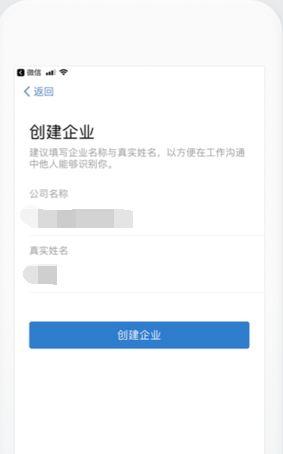 微信
返回
创建企业
建议填写企业名称与真实姓名，以方便在工作沟通
中他人能够识别你。
公司名称
真实姓名
创建企业